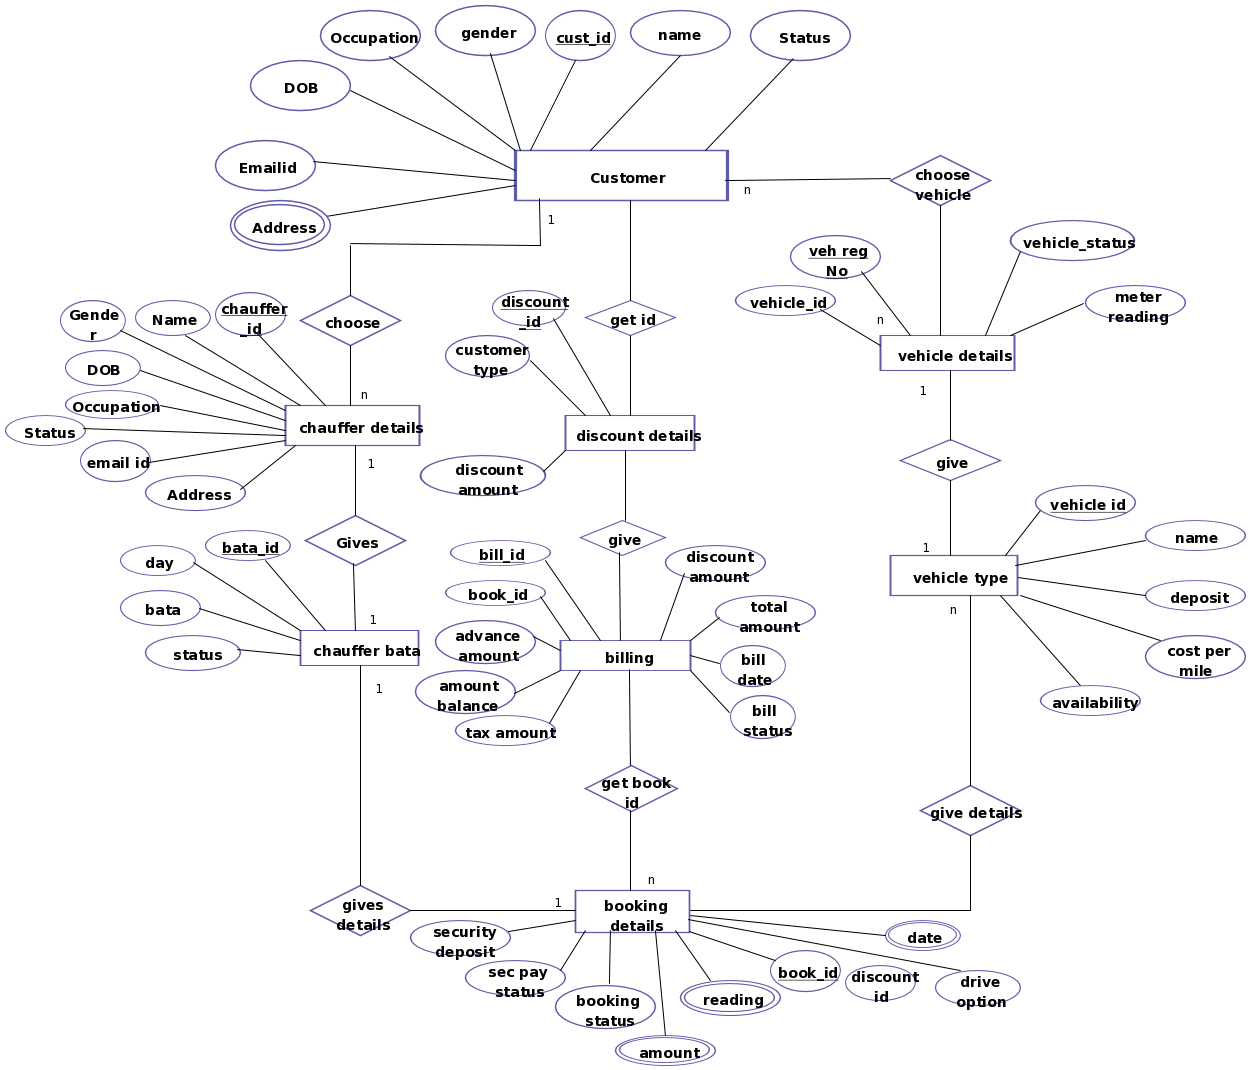 Occupation
gender
cust_id
name
Status
DOB
Emailid
Address
Customer
n
choose
vehicle
1
veh reg
No
vehicle_status
vehicle_id
meter
reading
n
vehicle details
Gende
r
Name
chauffer
_id
choose
discount
_id
get id
customer
type
DOB
Occupation
Status
email id
Address
n
chauffer details
discount details
discount
amount
1
1
give
1
Gives
give
vehicle id
name
vehicle type
deposit
cost per
mile
availability
n
day
bata_id
bata
status
1
chauffer bata
1
bill_id
book_id
advance
amount
amount
balance
tax amount
discount
amount
total
amount
bill
date
bill
status
billing
get book
id
give details
n
gives
details
1
booking
details
security
deposit
sec pay
status
booking
status
amount
reading
book_id
discount
id
drive
option
date